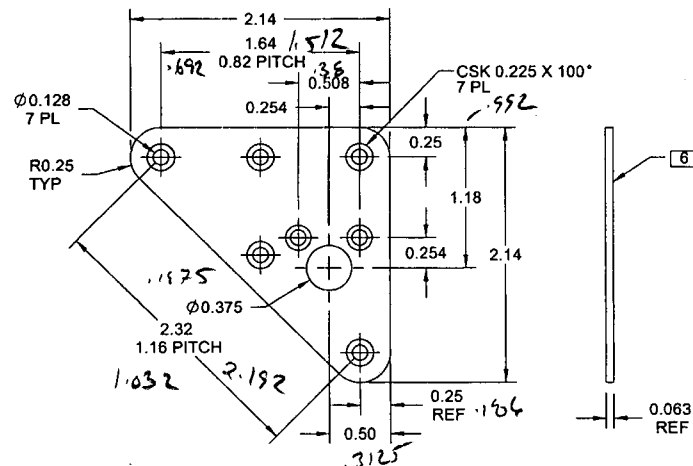 2.14
1.64 1.512
.692 0.82 PITCH .38
0.508
0.254
CSK 0.225 X 100°
7 PL
.992
Ø0.128
7 PL
R0.25
TYP
0.25
1.18
2.14
0.254
6
.1875
Ø0.375
2.32
1.16 PITCH
1.032 2.192
0.25
REF .186
0.50
.3125
0.063
REF